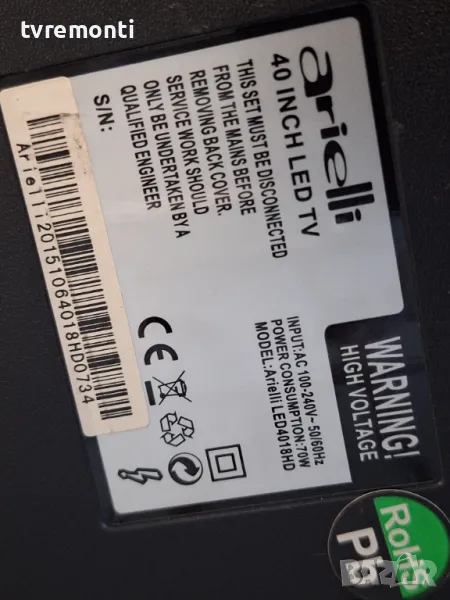 tvremonti
arielli
40 INCH LED TV
THIS SET MUST BE DISCONNECTED
FROM THE MAINS BEFORE
REMOVING BACK COVER.
SERVICE WORK SHOULD
ONLY BE UNDERTAKEN BY A
QUALIFIED ENGINEER
S/N:
Arielli20151064018HD0734
WARNING!
HIGH VOLTAGE
INPUT:AC 100-240V~50/60Hz
POWER CONSUMPTION:70W
MODEL:Arielli LED4018HD
CE
RoHS
Pb